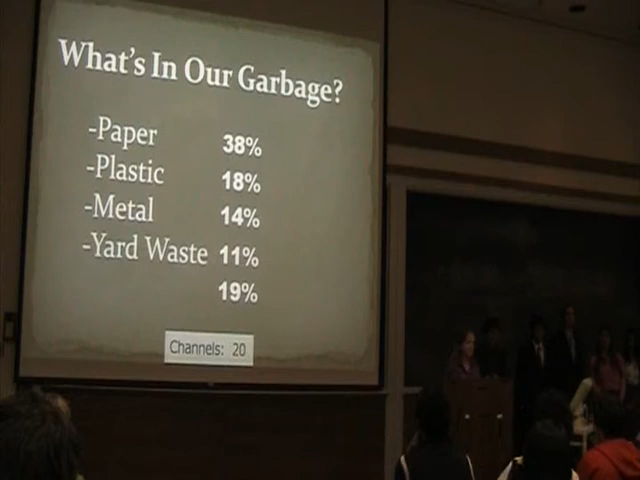 What's In Our Garbage?
-Paper 38%
-Plastic 18%
-Metal 14%
-Yard Waste 11%
19%
Channels: 20